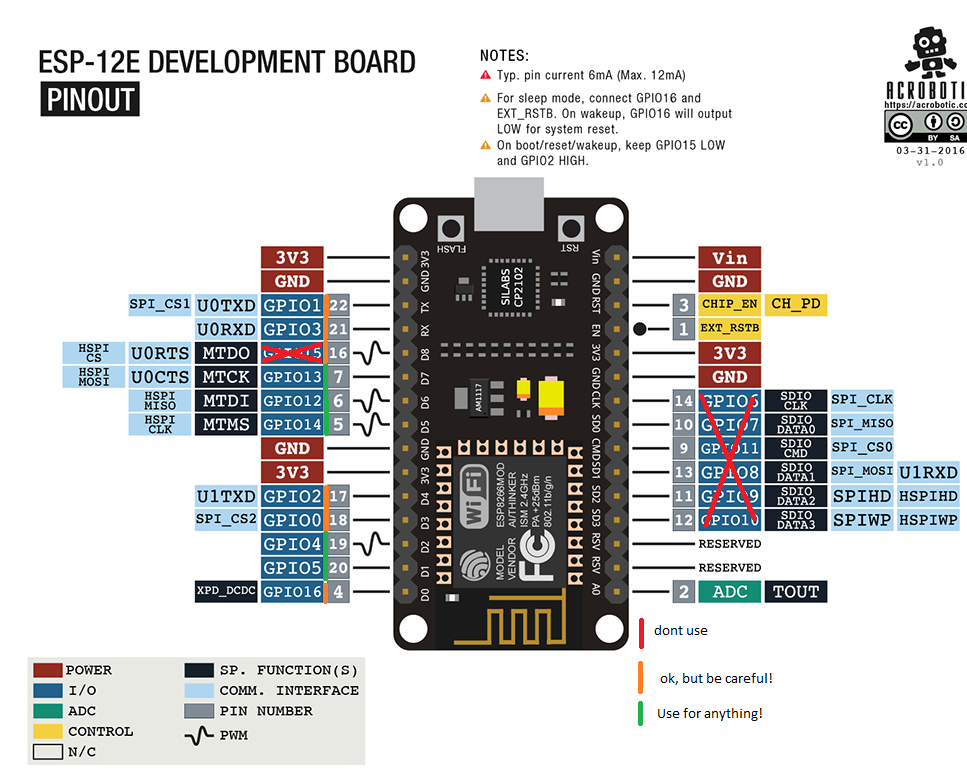 ESP-12E DEVELOPMENT BOARD
PINOUT
NOTES:
Typ. pin current 6mA (Max. 12mA)
For sleep mode, connect GPIO16 and
EXT_RSTB. On wakeup, GPIO16 will output
LOW for system reset.
On boot/reset/wakeup, keep GPIO15 LOW
and GPIO2 HIGH.
ACROBOTI
https://acrobotic.co
cc
BY SA
03-31-2016
v1.0
FLASH
RST
SILABS
CP2102
AM1117
3V3 3V3
GND GND
SPI_CS1 U0TXD GPIO1 22 TX
U0RXD GPIO3 21 RX
HSPI
CS U0RTS MTDO GPIO15 16 D8
HSPI
MOSI U0CTS MTCK GPIO13 7 D7
HSPI
MISO MTDI GPIO12 6 D6
HSPI
CLK MTMS GPIO14 5 D5
GND GND
3V3 3V3
U1TXD GPIO2 17 D4
SPI_CS2 GPIO0 18 D3
GPIO4 19 D2
GPIO5 20 D1
XPD_DCDC GPIO16 4 D0
Vin Vin
GND GND
RST 3 CHIP_EN CH_PD
EN 1 EXT_RSTB
3V3 3V3
GND GND
CLK 14 GPIO6 SDIO
CLK SPI_CLK
SD0 10 GPIO7 SDIO
DATA0 SPI_MISO
CMD 9 GPIO11 SDIO
CMD SPI_CS0
SD1 13 GPIO8 SDIO
DATA1 SPI_MOSI U1RXD
SD2 11 GPIO9 SDIO
DATA2 SPIHD HSPIHD
SD3 12 GPIO10 SDIO
DATA3 SPIWP HSPIWP
RSV RESERVED
RSV RESERVED
A0 2 ADC TOUT
WiFi
ESP8266MOD
AI/THINKER
ISM 2.4GHz
PA +25dBm
802.11b/g/n
MODEL
VENDOR
FC
dont use
ok, but be careful!
Use for anything!
POWER
I/O
ADC
CONTROL
N/C
SP. FUNCTION(S)
COMM. INTERFACE
PIN NUMBER
PWM